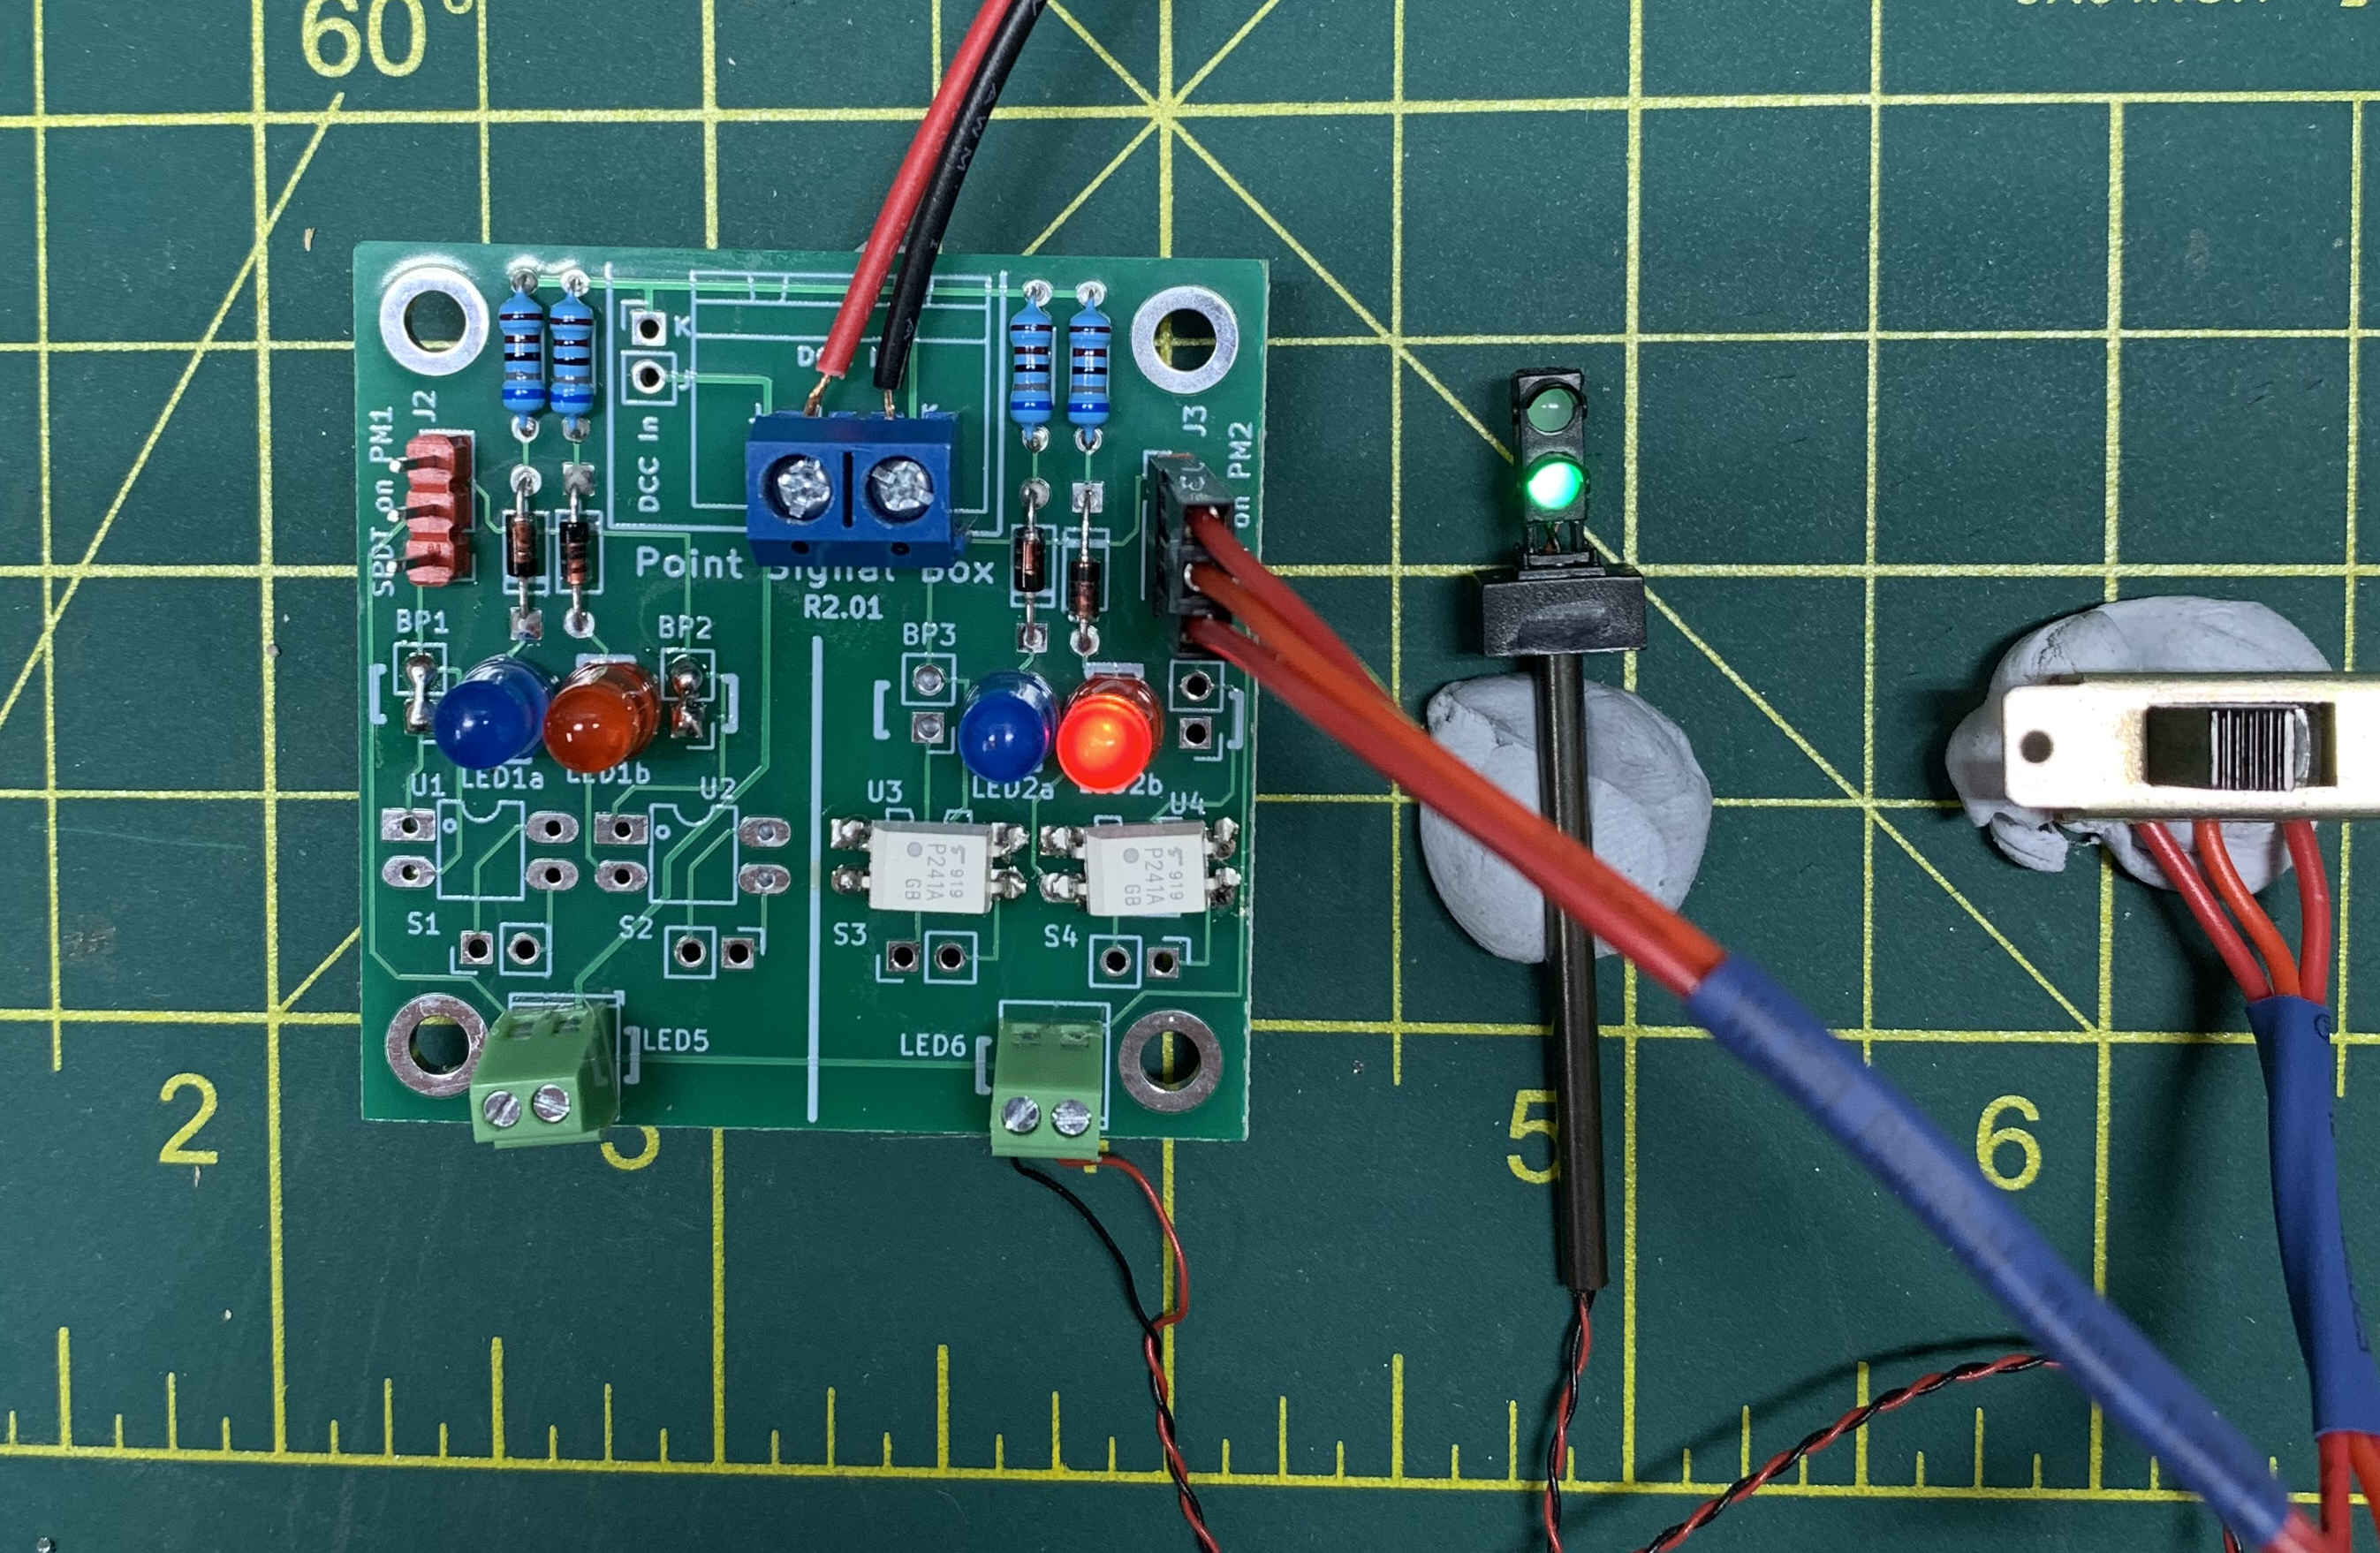 60°
AWM
J2
SPDT on PM1
K
J
DCC In
J3
on PM2
Point Signal Box
R2.01
BP1
BP2
BP3
LED1a
LED1b
LED2a
U1
U2
U3
U4
919
P241A
GB
919
P241A
GB
S1
S2
S3
S4
LED5
LED6
2
3
5
6